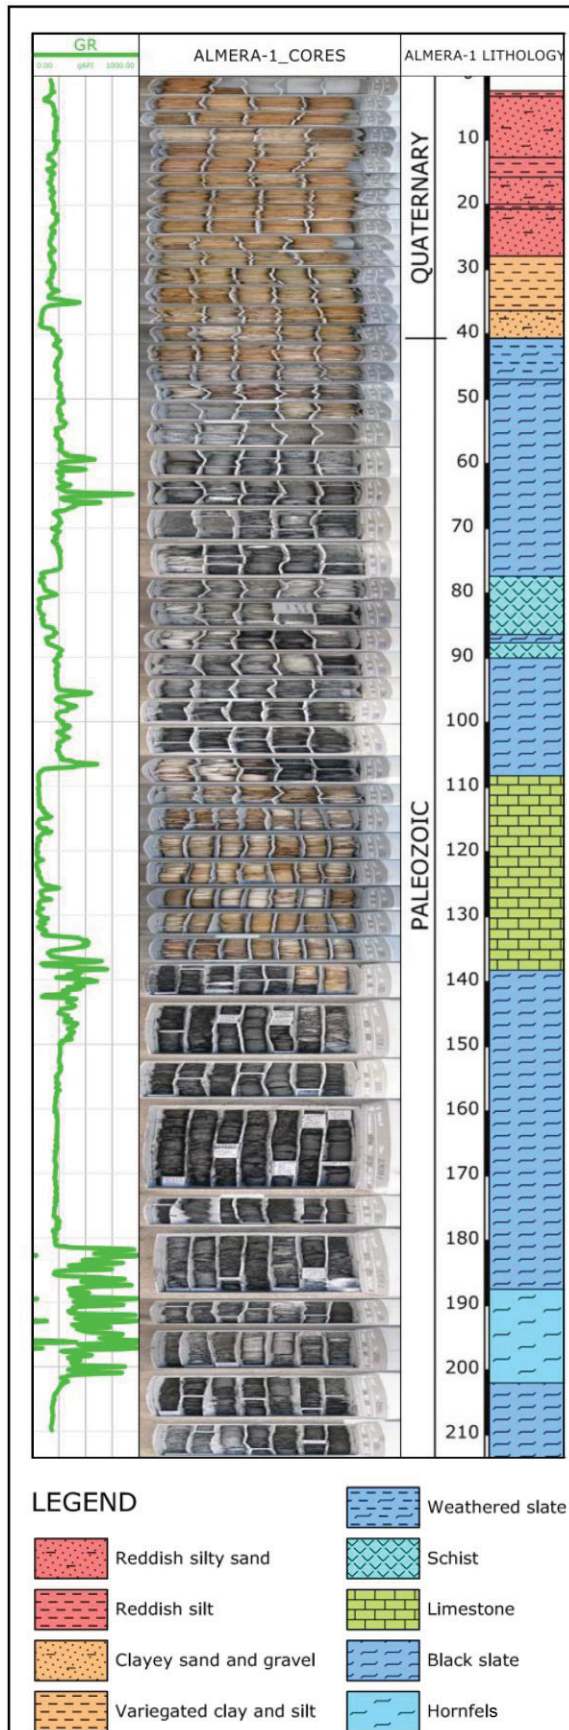 GR
ALMERA-1_CORES
ALMERA-1 LITHOLOGY
0.00 gAPI 1000.00
QUATERNARY
PALEOZOIC
10
20
30
40
50
60
70
80
90
100
110
120
130
140
150
160
170
180
190
200
210
LEGEND
Reddish silty sand
Reddish silt
Clayey sand and gravel
Variegated clay and silt
Weathered slate
Schist
Limestone
Black slate
Hornfels